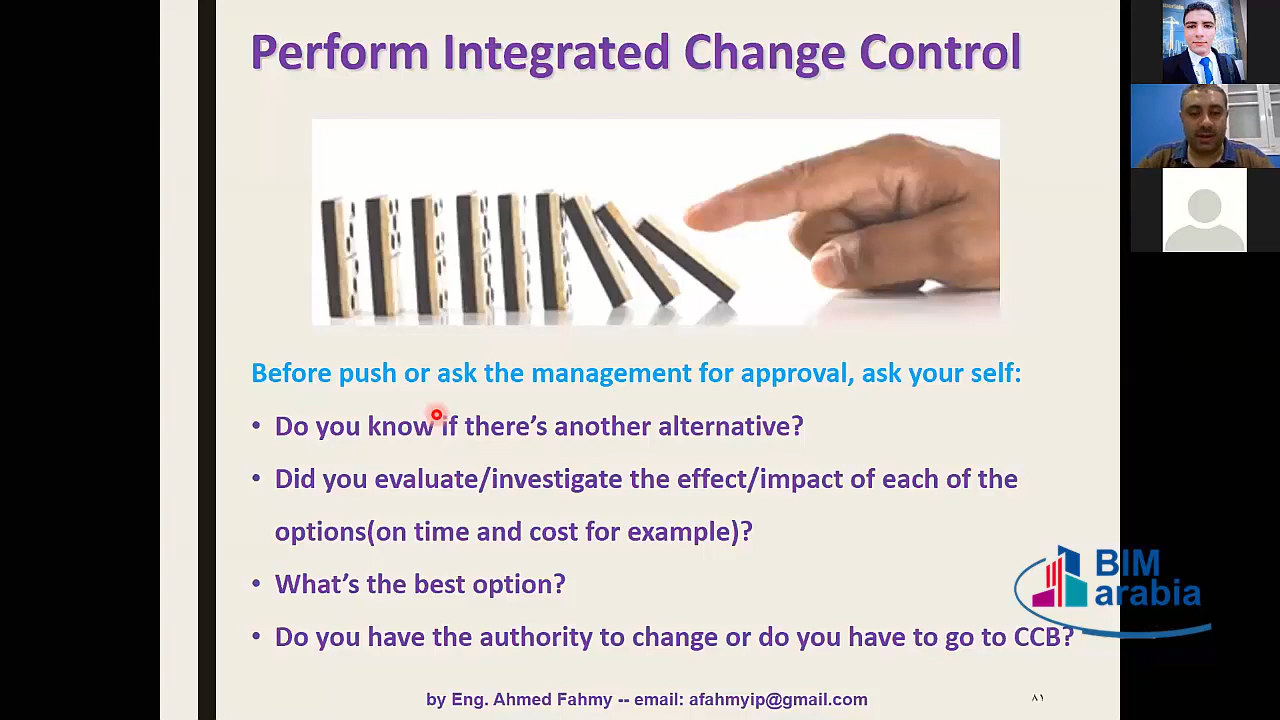 Perform Integrated Change Control
Before push or ask the management for approval, ask your self:
• Do you know if there’s another alternative?
• Did you evaluate/investigate the effect/impact of each of the
options(on time and cost for example)?
• What’s the best option?
• Do you have the authority to change or do you have to go to CCB?
BIM
arabia
by Eng. Ahmed Fahmy -- email: afahmyip@gmail.com
٨١